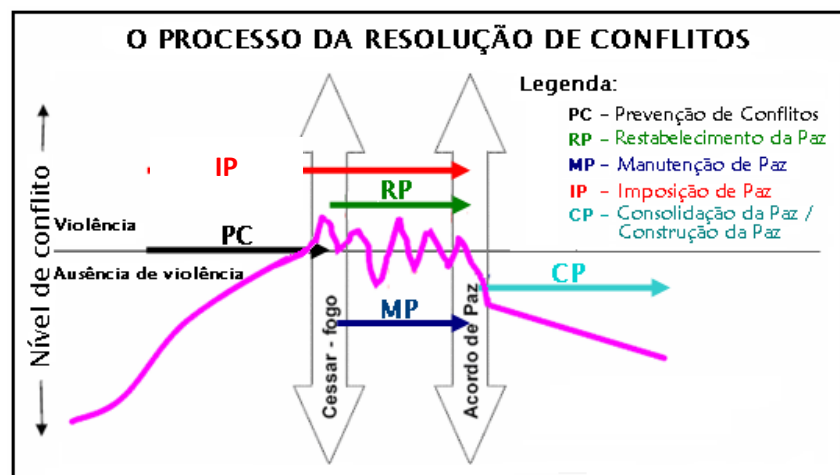 O PROCESSO DA RESOLUÇÃO DE CONFLITOS
Legenda:
PC – Prevenção de Conflitos
RP – Restabelecimento da Paz
MP – Manutenção de Paz
IP – Imposição de Paz
CP – Consolidação da Paz /
Construção da Paz
Nível de conflito
Violência
Ausência de violência
IP
RP
PC
CP
MP
Cessar - fogo
Acordo de Paz